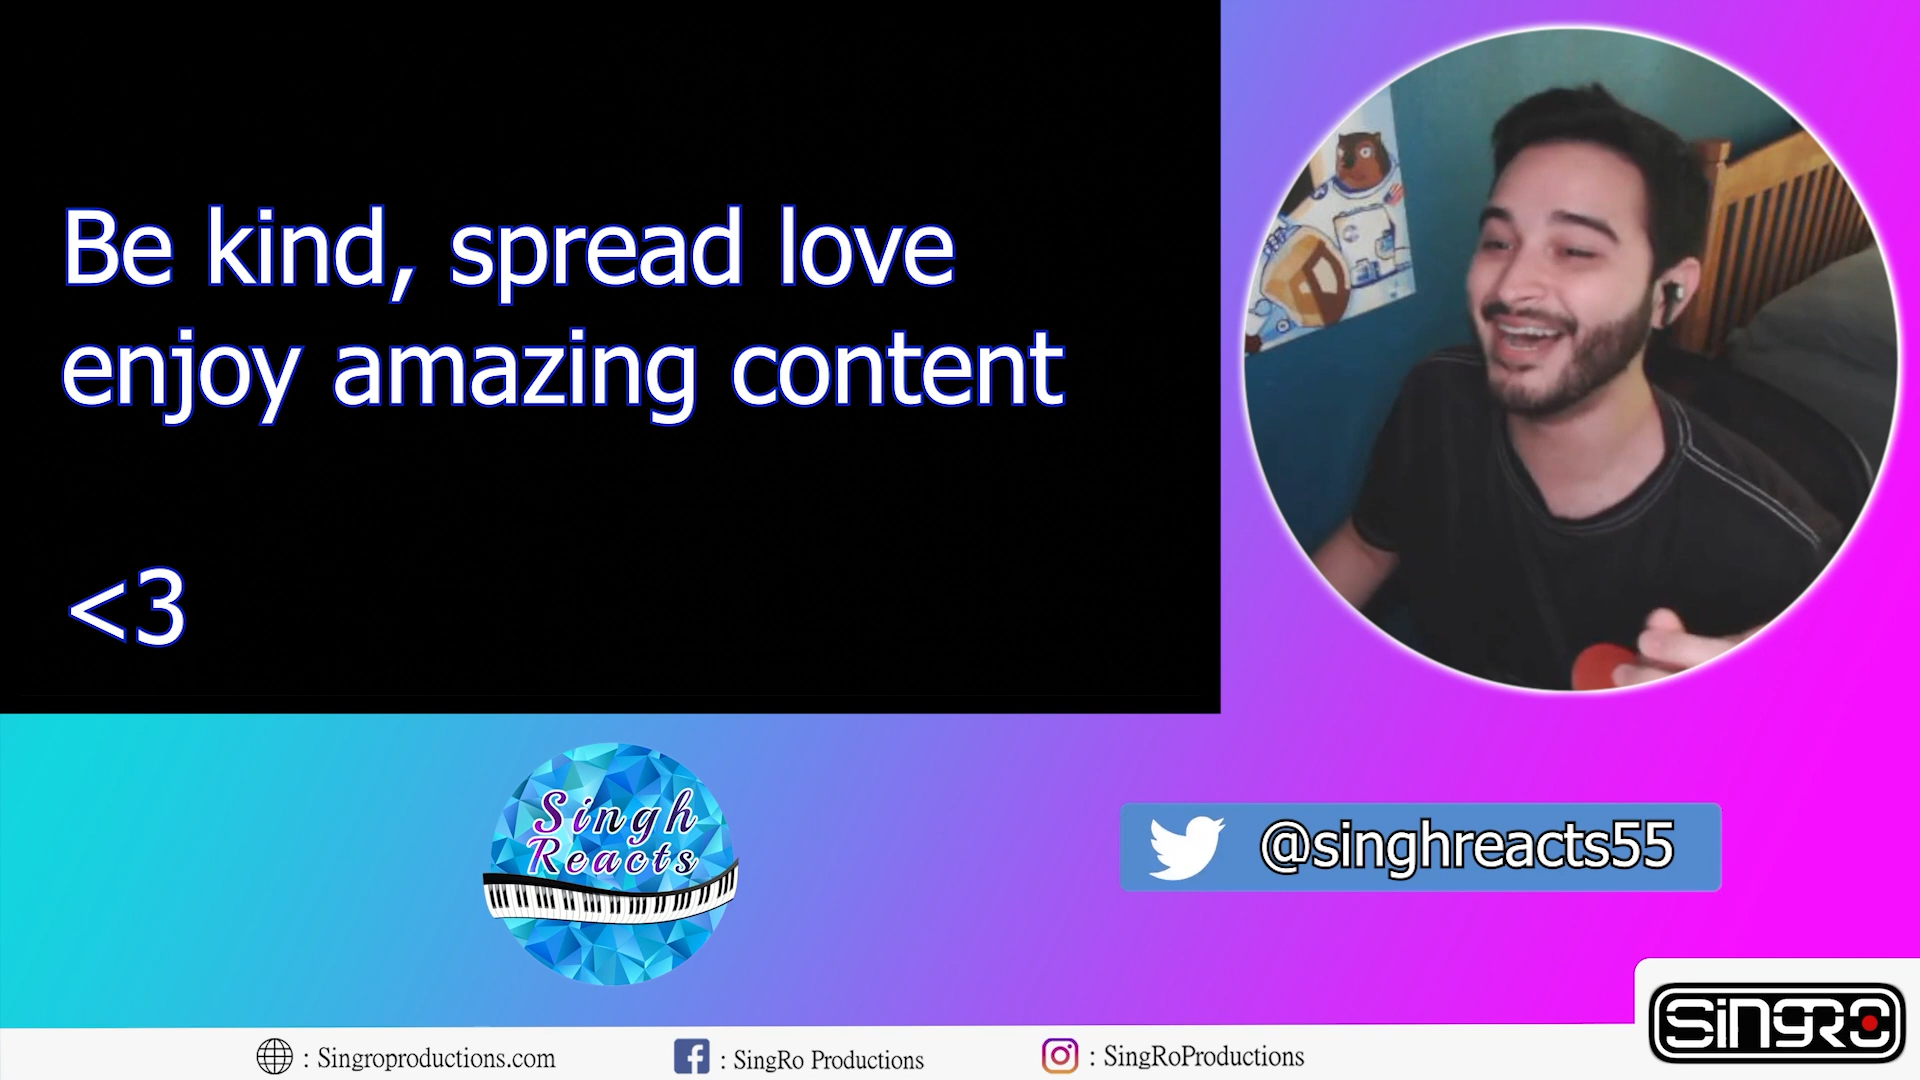 Be kind, spread love
enjoy amazing content
<3
Singh
Reacts
@singhreacts55
SingRO
: Singroproductions.com
: SingRo Productions
: SingRoProductions